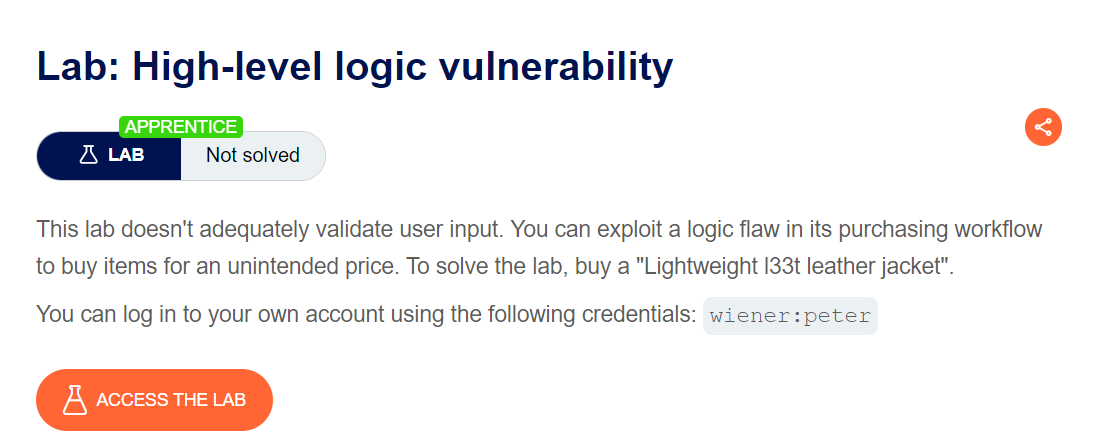 Lab: High-level logic vulnerability
APPRENTICE
LAB Not solved
This lab doesn't adequately validate user input. You can exploit a logic flaw in its purchasing workflow
to buy items for an unintended price. To solve the lab, buy a "Lightweight l33t leather jacket".
You can log in to your own account using the following credentials: wiener:peter
ACCESS THE LAB